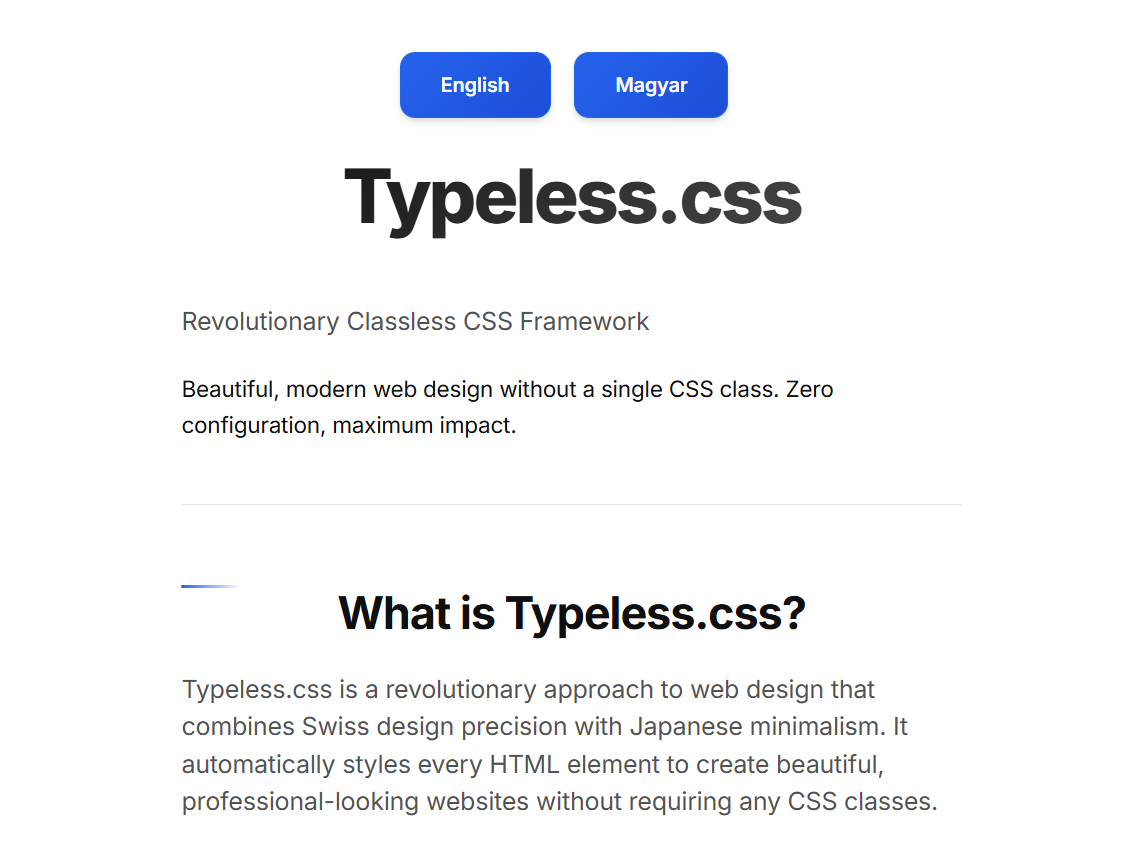 English
Magyar
Typeless.css
Revolutionary Classless CSS Framework
Beautiful, modern web design without a single CSS class. Zero
configuration, maximum impact.
What is Typeless.css?
Typeless.css is a revolutionary approach to web design that
combines Swiss design precision with Japanese minimalism. It
automatically styles every HTML element to create beautiful,
professional-looking websites without requiring any CSS classes.